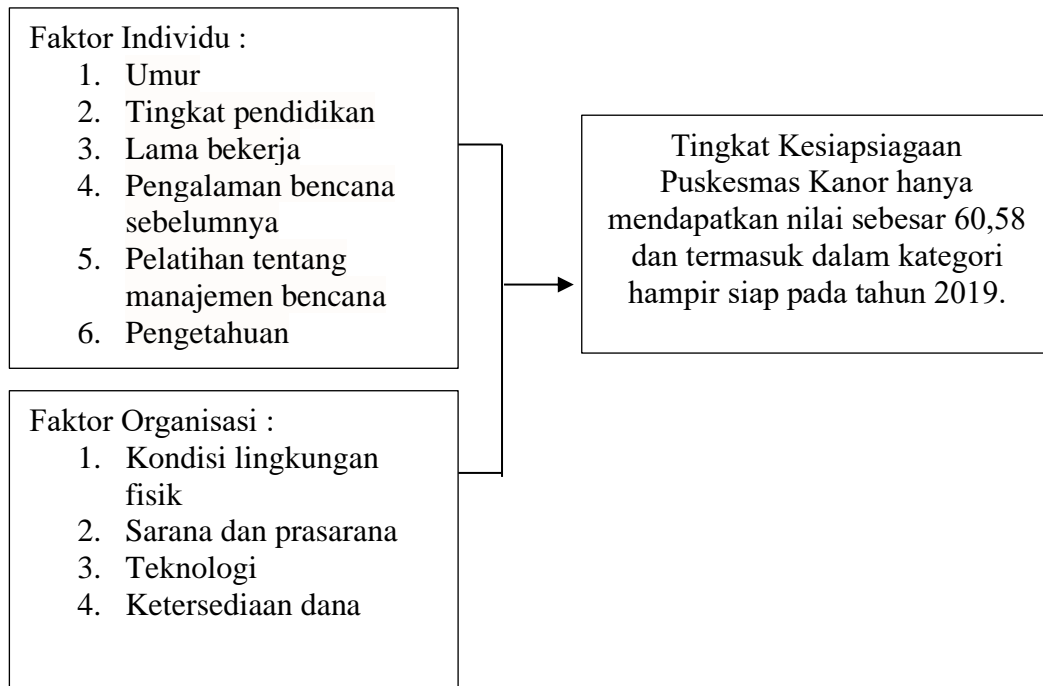 Faktor Individu :
1. Umur
2. Tingkat pendidikan
3. Lama bekerja
4. Pengalaman bencana
sebelumnya
5. Pelatihan tentang
manajemen bencana
6. Pengetahuan
Faktor Organisasi :
1. Kondisi lingkungan
fisik
2. Sarana dan prasarana
3. Teknologi
4. Ketersediaan dana
Tingkat Kesiapsiagaan
Puskesmas Kanor hanya
mendapatkan nilai sebesar 60,58
dan termasuk dalam kategori
hampir siap pada tahun 2019.